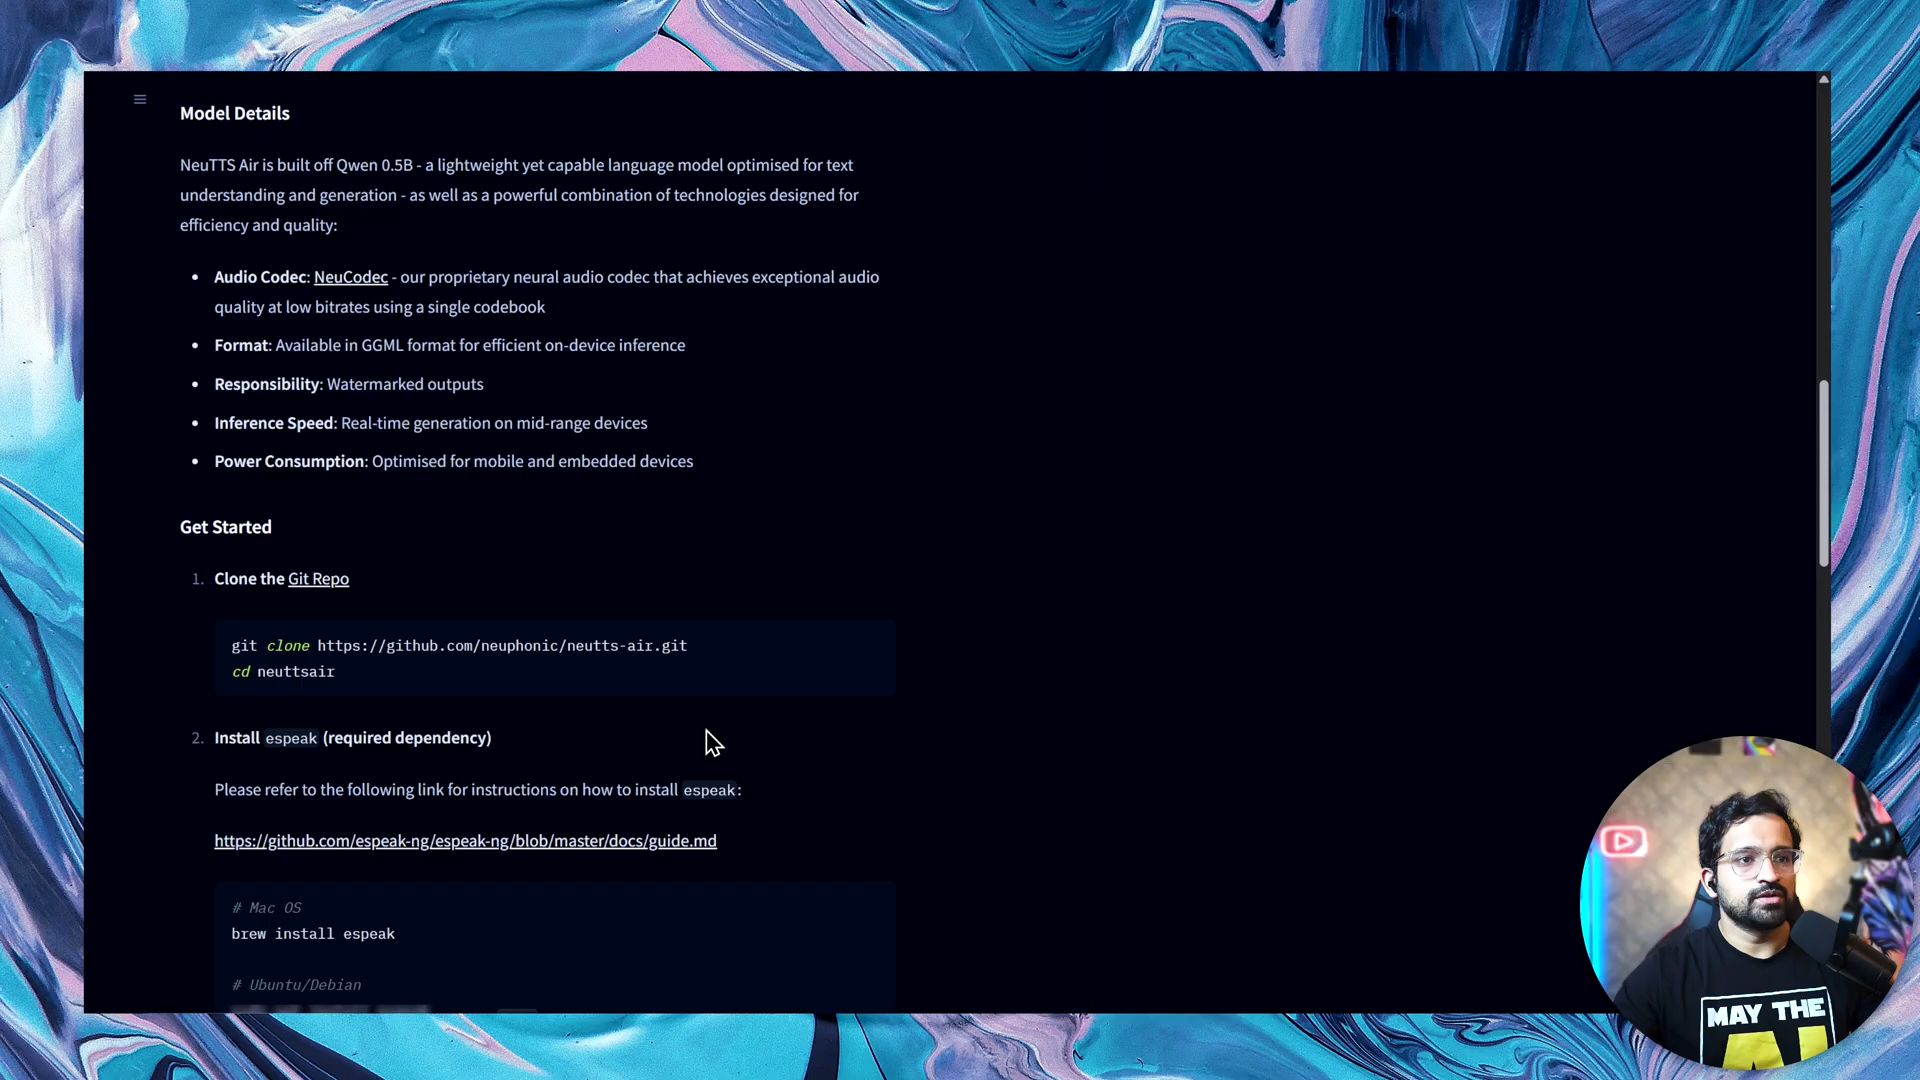 Model Details
NeuTTS Air is built off Qwen 0.5B - a lightweight yet capable language model optimised for text
understanding and generation - as well as a powerful combination of technologies designed for
efficiency and quality:
• Audio Codec: NeuCodec - our proprietary neural audio codec that achieves exceptional audio
quality at low bitrates using a single codebook
• Format: Available in GGML format for efficient on-device inference
• Responsibility: Watermarked outputs
• Inference Speed: Real-time generation on mid-range devices
• Power Consumption: Optimised for mobile and embedded devices
Get Started
1. Clone the Git Repo
git clone https://github.com/neuphonic/neutts-air.git
cd neuttsair
2. Install espeak (required dependency)
Please refer to the following link for instructions on how to install espeak:
https://github.com/espeak-ng/espeak-ng/blob/master/docs/guide.md
# Mac OS
brew install espeak
# Ubuntu/Debian
MAY THE
AI